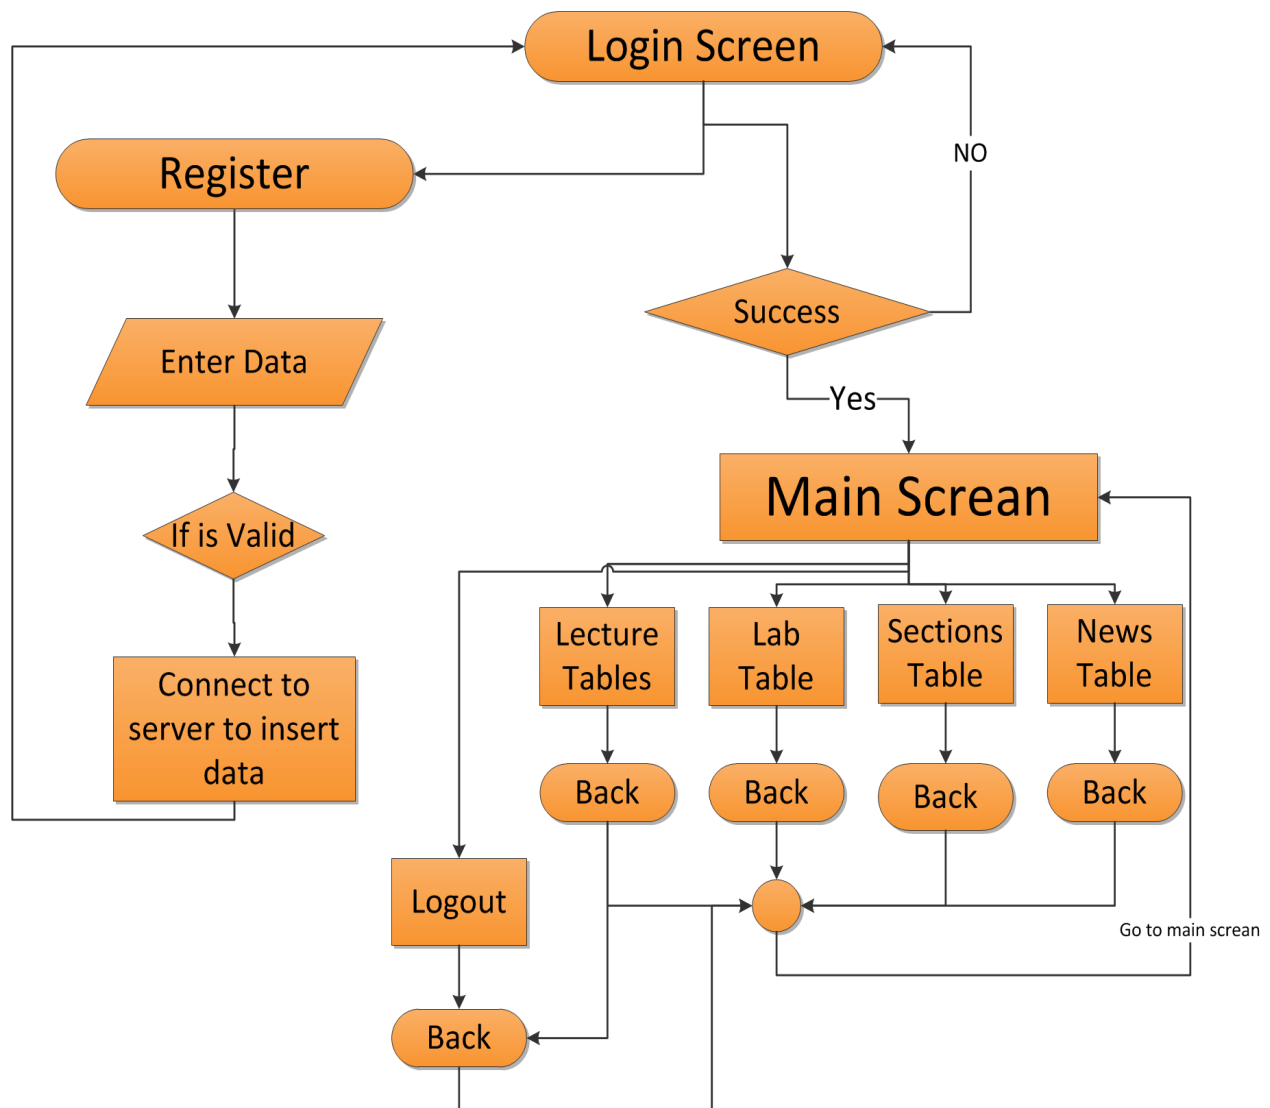 Login Screen
Register
NO
Success
Enter Data
Yes
Main Screan
If is Valid
Lecture
Tables
Lab
Table
Sections
Table
News
Table
Connect to
server to insert
data
Back
Back
Back
Back
Logout
Go to main screan
Back